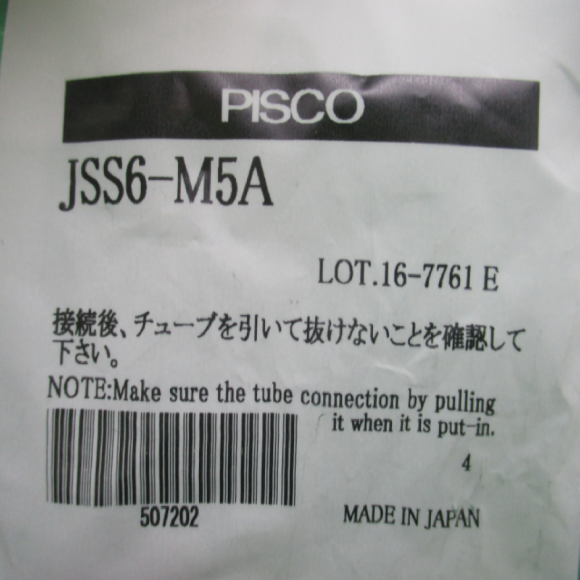 PISCO
JSS6-M5A
LOT.16-7761 E
接続後、チューブを引いて抜けないことを確認して
下さい。
NOTE:Make sure the tube connection by pulling
it when it is put-in.
4
507202
MADE IN JAPAN